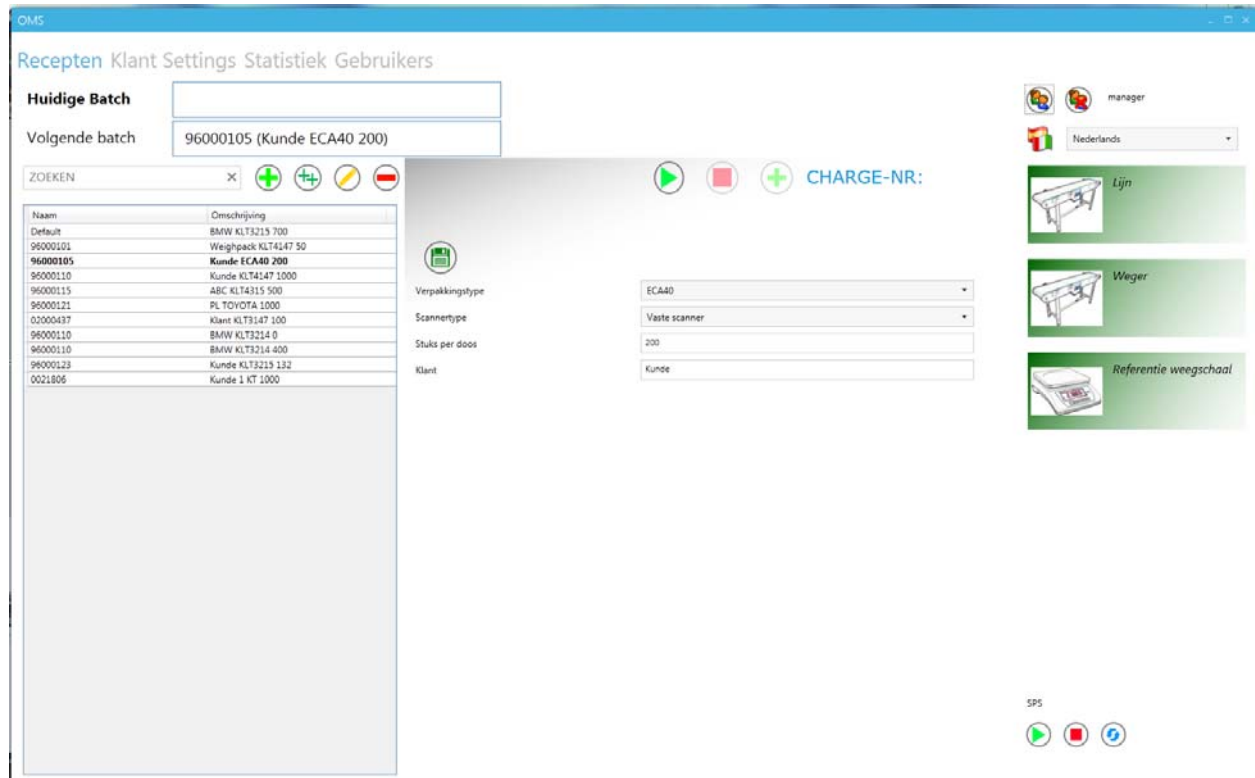 OMS
Recepten Klant Settings Statistiek Gebruikers
Huidige Batch
Volgende batch 96000105 (Kunde ECA40 200)
manager
Nederlands
ZOEKEN
CHARGE-NR:
Naam Omschrijving
Default BMW KLT3215 700
96000101 Weighpack KLT4147 50
96000105 Kunde ECA40 200
96000110 Kunde KLT4147 1000
96000115 ABC KLT4315 500
96000121 PL TOYOTA 1000
02000437 Klant KLT3147 100
96000110 BMW KLT3214 0
96000110 BMW KLT3214 400
96000123 Kunde KLT3215 132
0021806 Kunde 1 KT 1000
Verpakkingstype ECA40
Scannertype Vaste scanner
Stuks per doos 200
Klant Kunde
Lijn
Weger
Referentie weegschaal
SPS